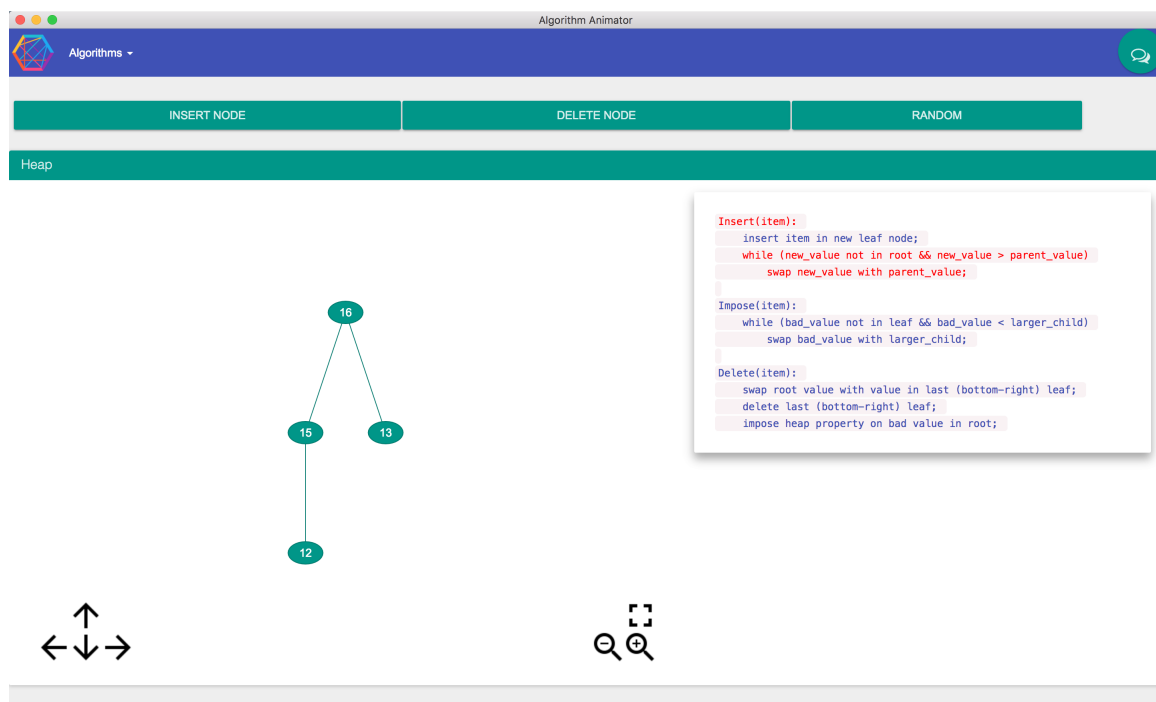 Algorithm Animator
Algorithms
INSERT NODE
DELETE NODE
RANDOM
Heap
Insert(item):
    insert item in new leaf node;
    while (new_value not in root && new_value > parent_value)
        swap new_value with parent_value;
Impose(item):
    while (bad_value not in leaf && bad_value < larger_child)
        swap bad_value with larger_child;
Delete(item):
    swap root value with value in last (bottom-right) leaf;
    delete last (bottom-right) leaf;
    impose heap property on bad value in root;
16
15
13
12